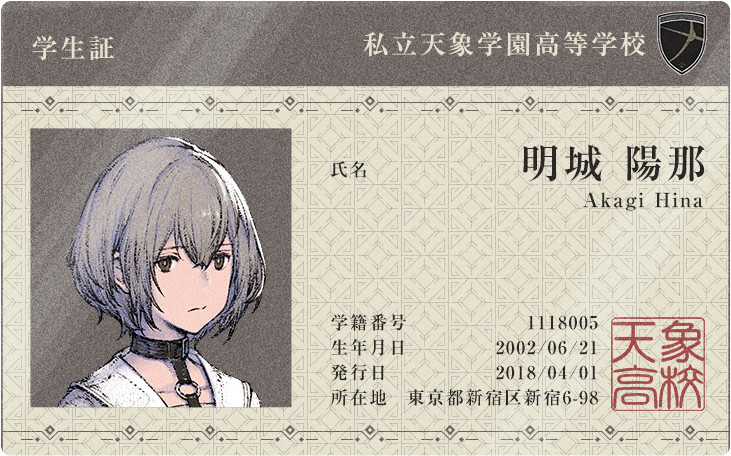 学生証
私立天象学園高等学校
氏名 明城 陽那
Akagi Hina
学籍番号 1118005
生年月日 2002/06/21
発行日 2018/04/01
所在地 東京都新宿区新宿6-98
天象
高校